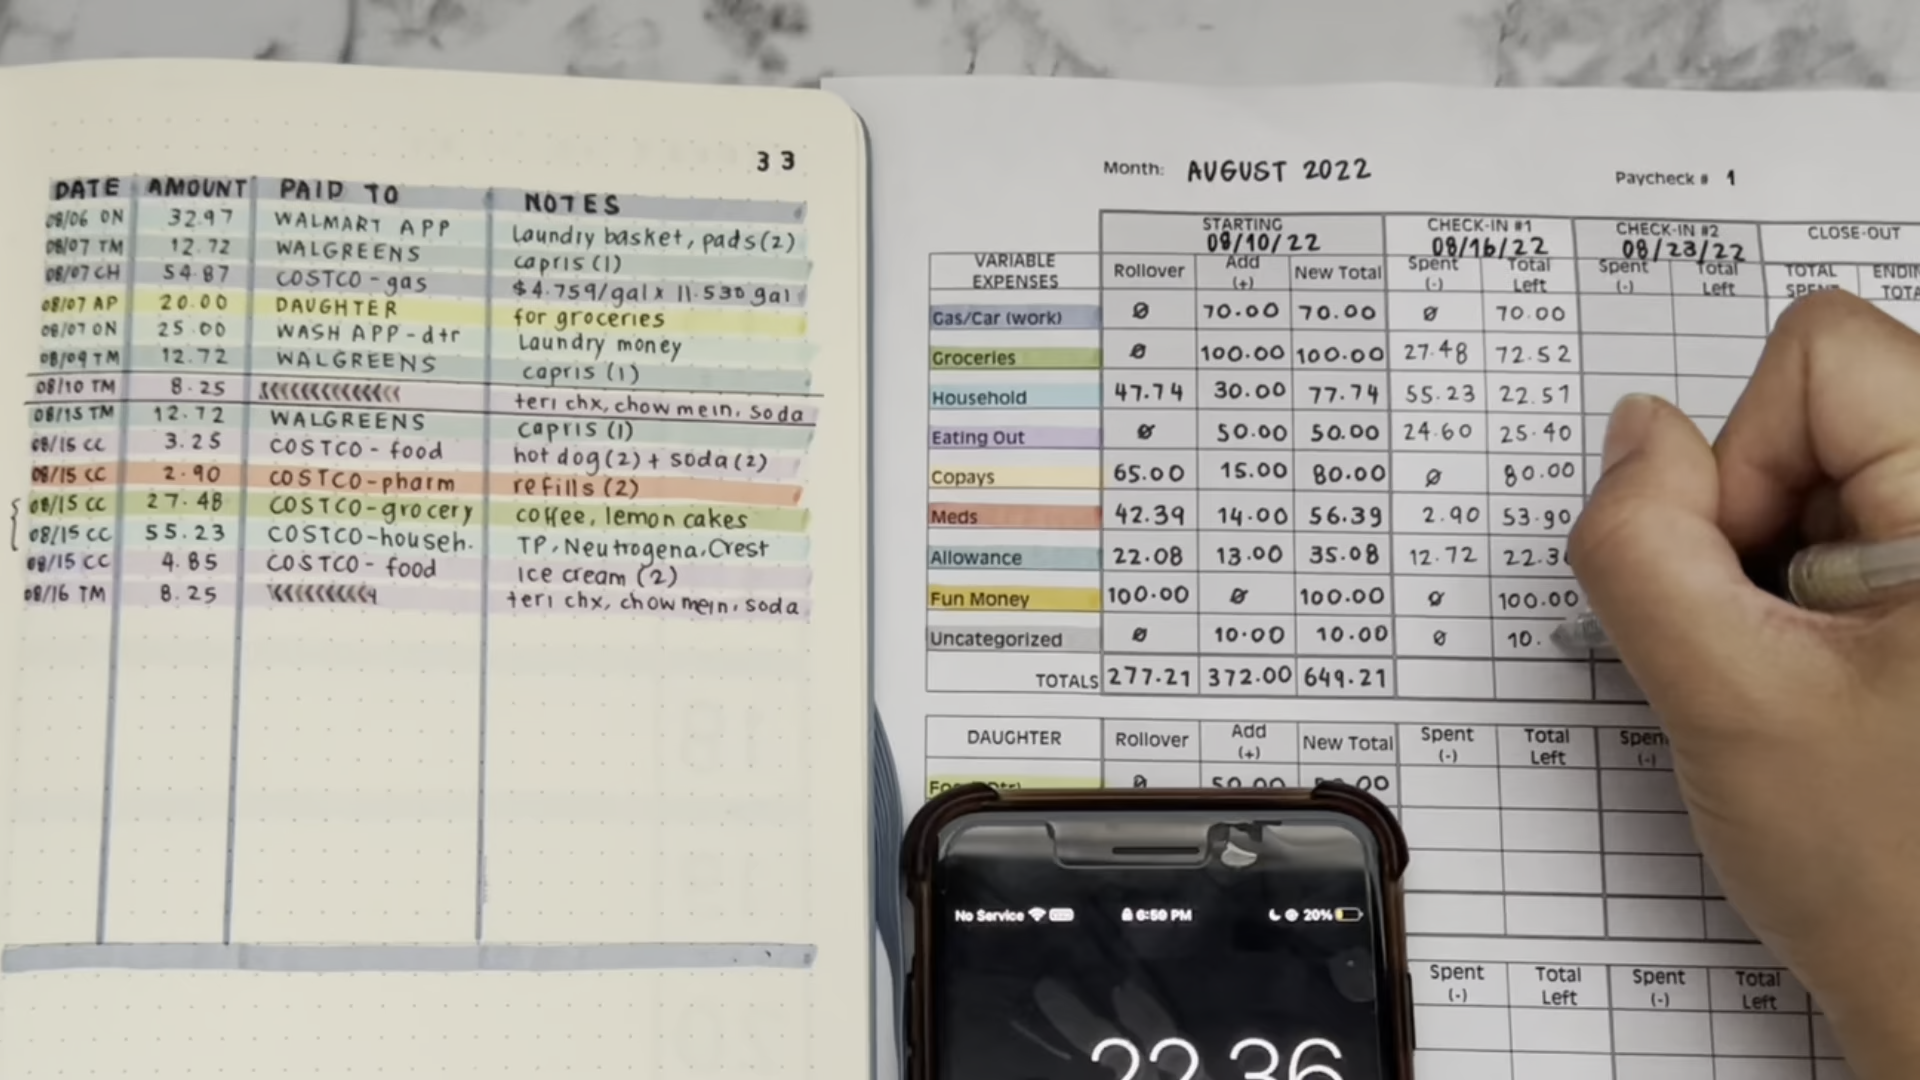 33
DATE AMOUNT PAID TO NOTES
08/06 ON 32.97 WALMART APP Laundry basket, pads (2)
08/07 TM 12.72 WALGREENS capris (1)
08/07 CH 54.87 COSTCO - gas $4.759/gal x 11.530 gal
08/07 AP 20.00 DAUGHTER for groceries
08/07 ON 25.00 WASH APP - dtr Laundry money
08/09 TM 12.72 WALGREENS capris (1)
08/10 TM 8.25 teri chx, chow mein, soda
08/15 TM 12.72 WALGREENS capris (1)
08/15 CC 3.25 COSTCO - food hot dog (2) + soda (2)
08/15 CC 2.90 COSTCO-pharm refills (2)
08/15 CC 27.48 COSTCO-grocery coffee, lemon cakes
08/15 CC 55.23 COSTCO-househ. TP, Neutrogena, Crest
08/15 CC 4.85 COSTCO - food Ice cream (2)
08/16 TM 8.25 teri chx, chow mein, soda
Month: AUGUST 2022 Paycheck # 1
STARTING CHECK-IN #1 CHECK-IN #2 CLOSE-OUT
08/10/22 08/16/22 08/23/22
VARIABLE EXPENSES Rollover Add (+) New Total Spent (-) Total Left Spent (-) Total Left TOTAL
Gas/Car (work) Ø 70.00 70.00 Ø 70.00
Groceries Ø 100.00 100.00 27.48 72.52
Household 47.74 30.00 77.74 55.23 22.51
Eating Out Ø 50.00 50.00 24.60 25.40
Copays 65.00 15.00 80.00 Ø 80.00
Meds 42.39 14.00 56.39 2.90 53.90
Allowance 22.08 13.00 35.08 12.72 22.3
Fun Money 100.00 Ø 100.00 Ø 100.00
Uncategorized Ø 10.00 10.00 Ø 10.
TOTALS 277.21 372.00 649.21
DAUGHTER Rollover Add (+) New Total Spent (-) Total Left Spen (-)
Ø 50.00
No Service 6:50 PM 20%
22.36
Spent (-) Total Left Spent (-) Total Left